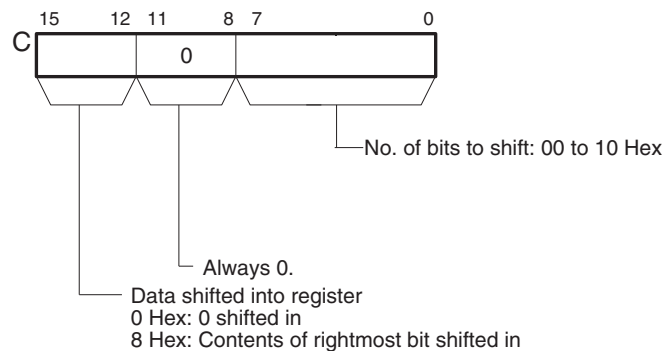 15 12 11 8 7 0
C
0
No. of bits to shift: 00 to 10 Hex
Always 0.
Data shifted into register
0 Hex: 0 shifted in
8 Hex: Contents of rightmost bit shifted in